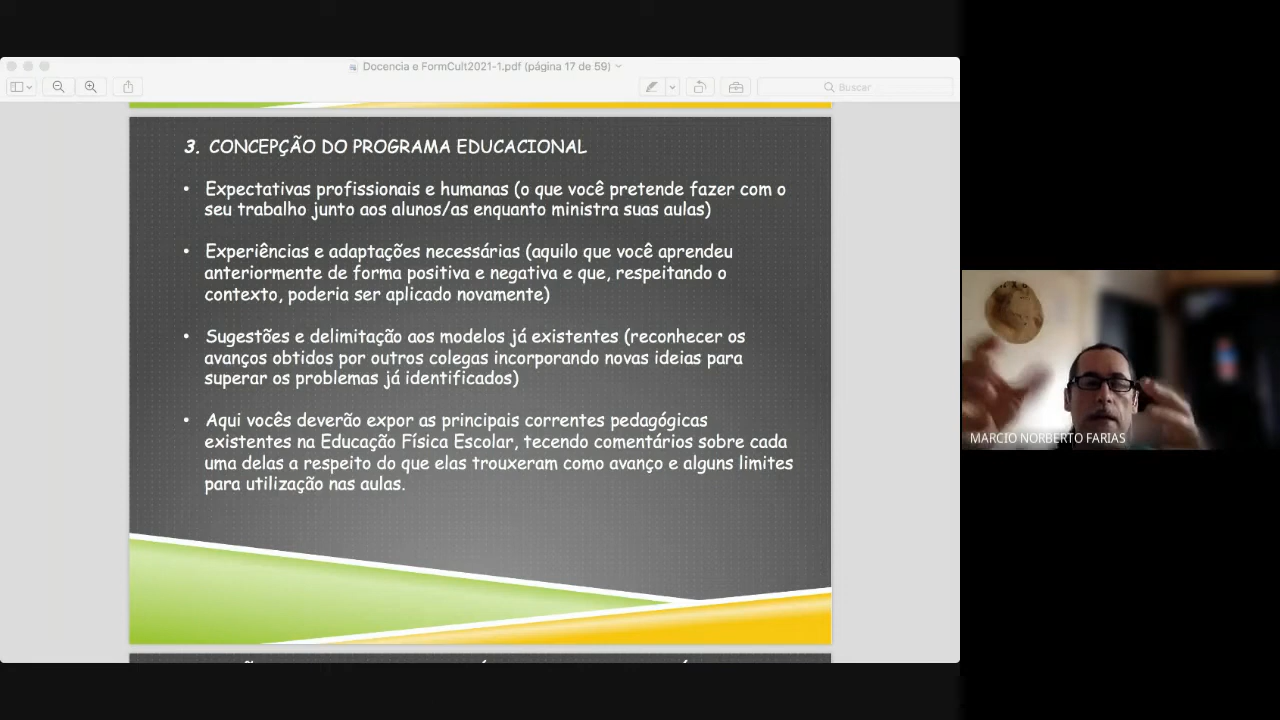 Docencia e FormCult2021-1.pdf (página 17 de 59)
Buscar
3. CONCEPÇÃO DO PROGRAMA EDUCACIONAL
• Expectativas profissionais e humanas (o que você pretende fazer com o
seu trabalho junto aos alunos/as enquanto ministra suas aulas)
• Experiências e adaptações necessárias (aquilo que você aprendeu
anteriormente de forma positiva e negativa e que, respeitando o
contexto, poderia ser aplicado novamente)
• Sugestões e delimitação aos modelos já existentes (reconhecer os
avanços obtidos por outros colegas incorporando novas ideias para
superar os problemas já identificados)
• Aqui vocês deverão expor as principais correntes pedagógicas
existentes na Educação Física Escolar, tecendo comentários sobre cada
uma delas a respeito do que elas trouxeram como avanço e alguns limites
para utilização nas aulas.
MARCIO NORBERTO FARIAS